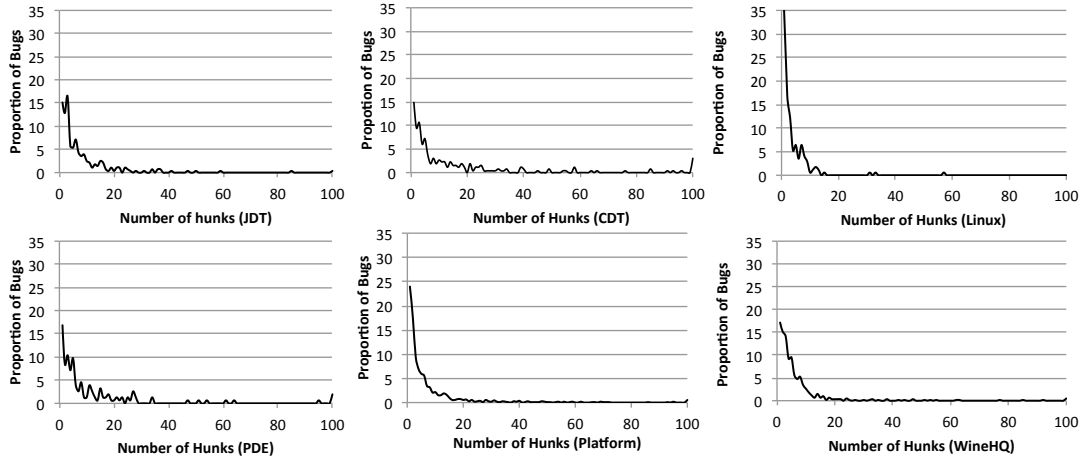 Proportion of Bugs
35
30
25
20
15
10
5
0
0 20 40 60 80 100
Number of hunks (JDT)
Propotion of Bugs
35
30
25
20
15
10
5
0
0 20 40 60 80 100
Number of Hunks (CDT)
Proportion of Bugs
35
30
25
20
15
10
5
0
0 20 40 60 80 100
Number of Hunks (Linux)
Proportion of Bugs
35
30
25
20
15
10
5
0
0 20 40 60 80 100
Number of Hunks (PDE)
Proportion of Bugs
35
30
25
20
15
10
5
0
0 20 40 60 80 100
Number of Hunks (Platform)
Proportion of Bugs
35
30
25
20
15
10
5
0
0 20 40 60 80 100
Number of Hunks (WineHQ)